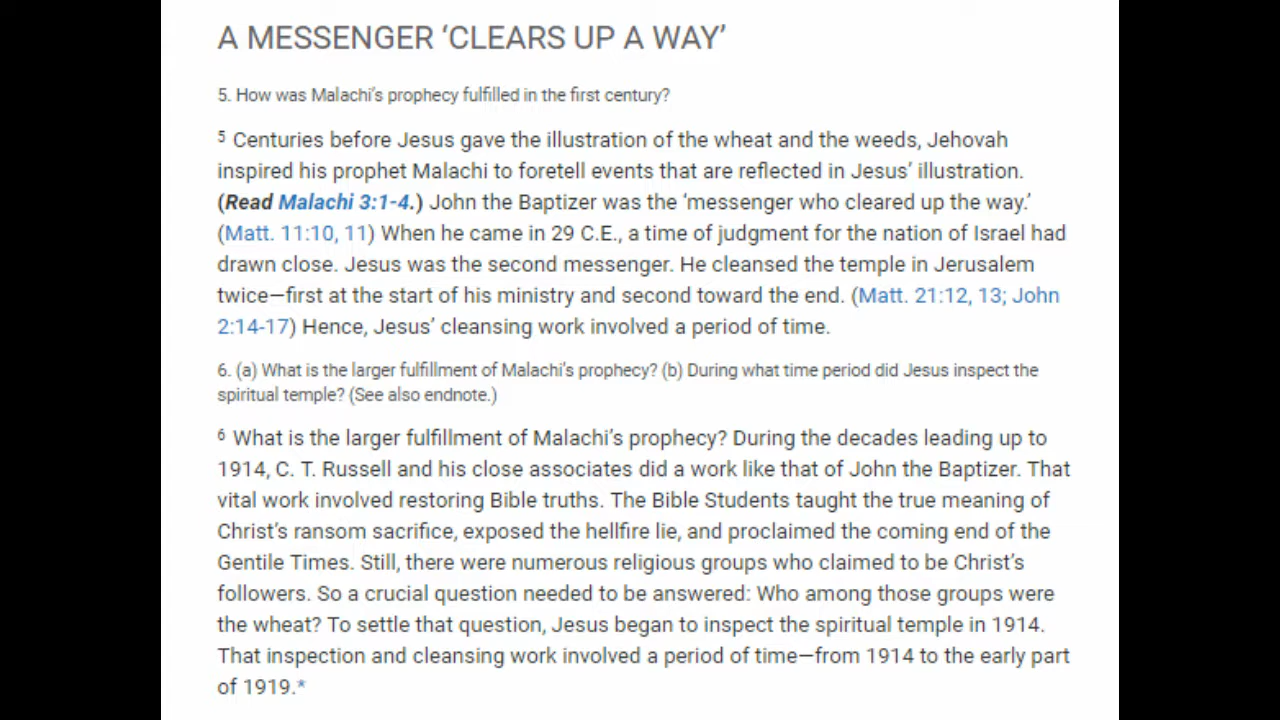 A MESSENGER ‘CLEARS UP A WAY’
5. How was Malachi’s prophecy fulfilled in the first century?
5 Centuries before Jesus gave the illustration of the wheat and the weeds, Jehovah
inspired his prophet Malachi to foretell events that are reflected in Jesus’ illustration.
(Read Malachi 3:1-4.) John the Baptizer was the ‘messenger who cleared up the way.’
(Matt. 11:10, 11) When he came in 29 C.E., a time of judgment for the nation of Israel had
drawn close. Jesus was the second messenger. He cleansed the temple in Jerusalem
twice—first at the start of his ministry and second toward the end. (Matt. 21:12, 13; John
2:14-17) Hence, Jesus’ cleansing work involved a period of time.
6. (a) What is the larger fulfillment of Malachi’s prophecy? (b) During what time period did Jesus inspect the
spiritual temple? (See also endnote.)
6 What is the larger fulfillment of Malachi’s prophecy? During the decades leading up to
1914, C. T. Russell and his close associates did a work like that of John the Baptizer. That
vital work involved restoring Bible truths. The Bible Students taught the true meaning of
Christ’s ransom sacrifice, exposed the hellfire lie, and proclaimed the coming end of the
Gentile Times. Still, there were numerous religious groups who claimed to be Christ’s
followers. So a crucial question needed to be answered: Who among those groups were
the wheat? To settle that question, Jesus began to inspect the spiritual temple in 1914.
That inspection and cleansing work involved a period of time—from 1914 to the early part
of 1919.*